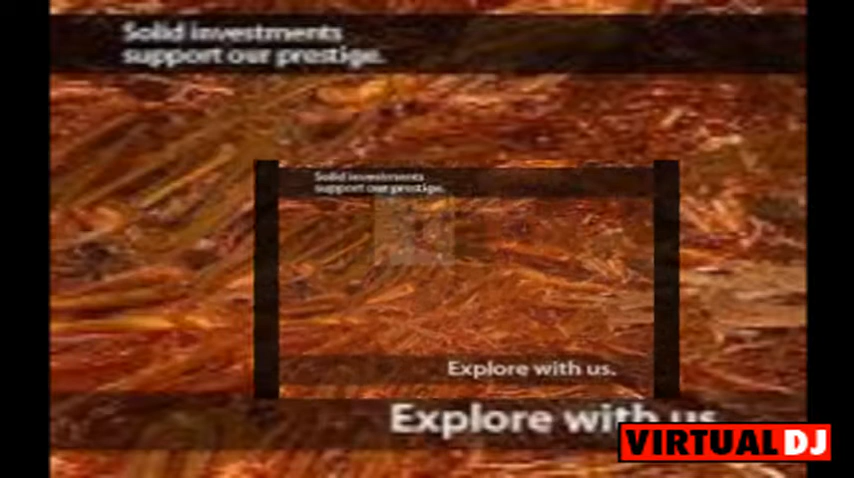 Solid investments
support our prestige.
Solid investments
support our prestige.
Explore with us.
Explore with us.
VIRTUAL DJ